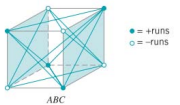 = +runs
= −runs
ABC